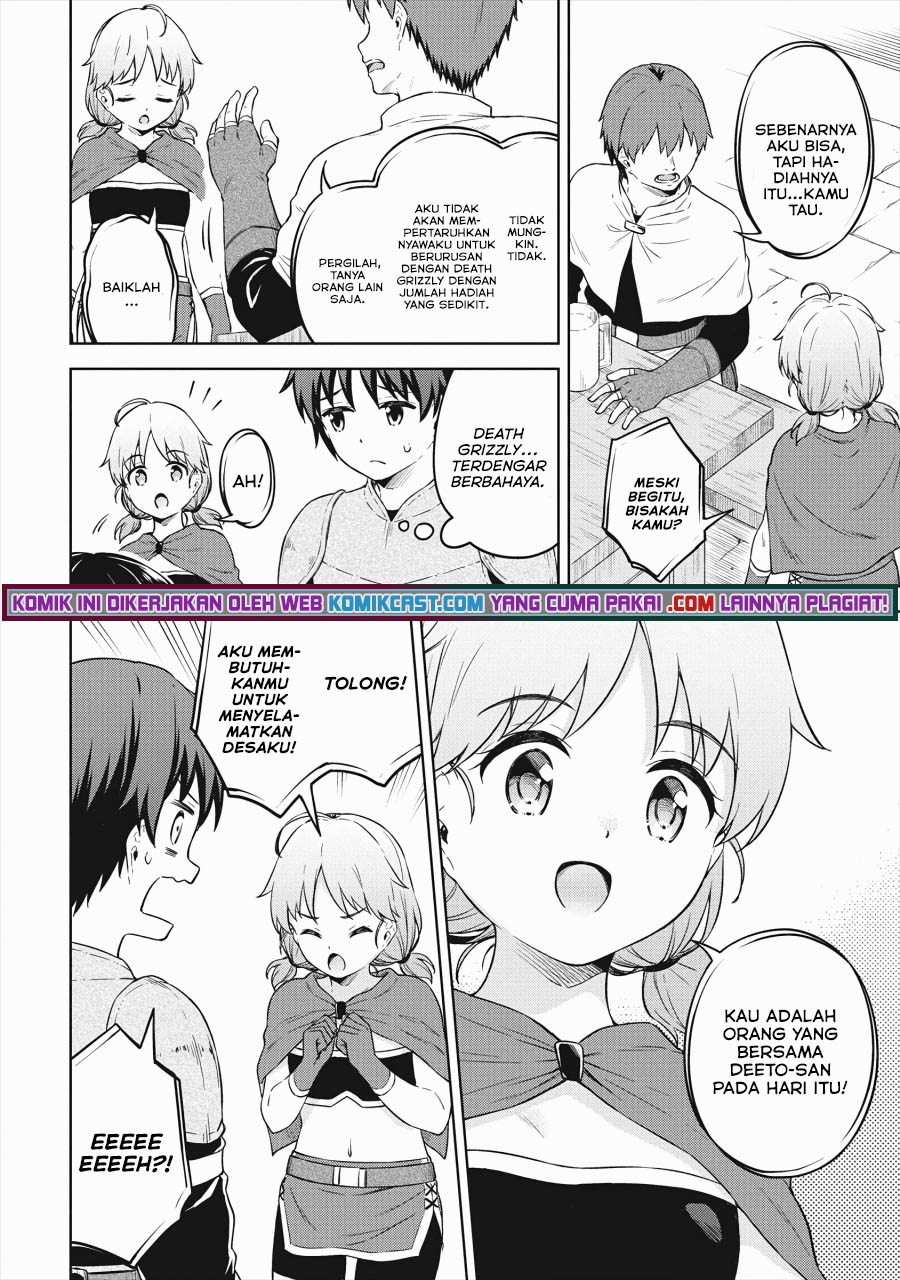 SEBENARNYA
AKU BISA,
TAPI HA-
DIAHNYA
ITU...KAMU
TAU.
MESKI
BEGITU,
BISAKAH
KAMU?
TIDAK
MUNG-
KIN.
TIDAK.
AKU TIDAK
AKAN MEM-
PERTARUHKAN
NYAWAKU UNTUK
BERURUSAN
DENGAN DEATH
GRIZZLY DENGAN
JUMLAH HADIAH
YANG SEDIKIT.
PERGILAH,
TANYA
ORANG LAIN
SAJA.
BAIKLAH
...
DEATH
GRIZZLY...
TERDENGAR
BERBAHAYA.
AH!
KOMIK INI DIKERJAKAN OLEH WEB KOMIKCAST.COM YANG CUMA PAKAI .COM LAINNYA PLAGIAT!
KAU ADALAH
ORANG YANG
BERSAMA
DEETO-SAN
PADA HARI ITU!
TOLONG!
AKU MEM-
BUTUH-
KANMU
UNTUK
MENYELA-
MATKAN
DESAKU!
EEEEE
EEEEH?!